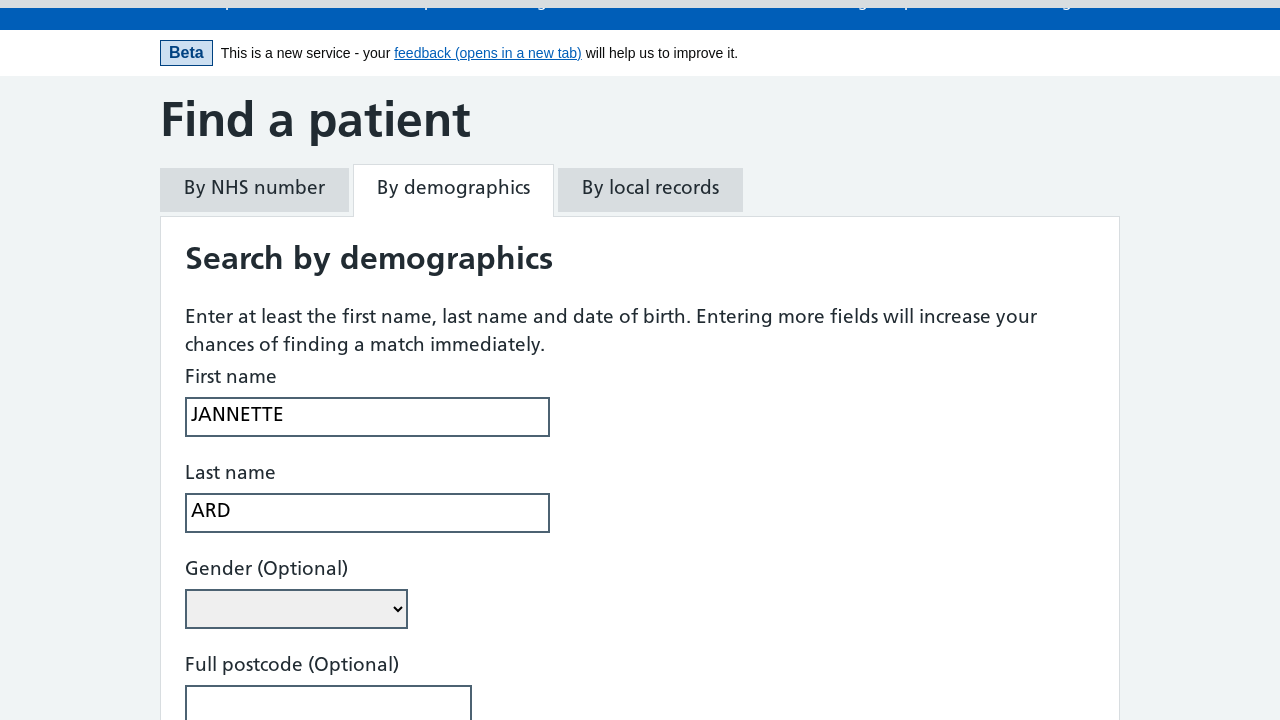 Beta This is a new service - your feedback (opens in a new tab) will help us to improve it.
Find a patient
By NHS number By demographics By local records
Search by demographics
Enter at least the first name, last name and date of birth. Entering more fields will increase your
chances of finding a match immediately.
First name
JANNETTE
Last name
ARD
Gender (Optional)
Full postcode (Optional)